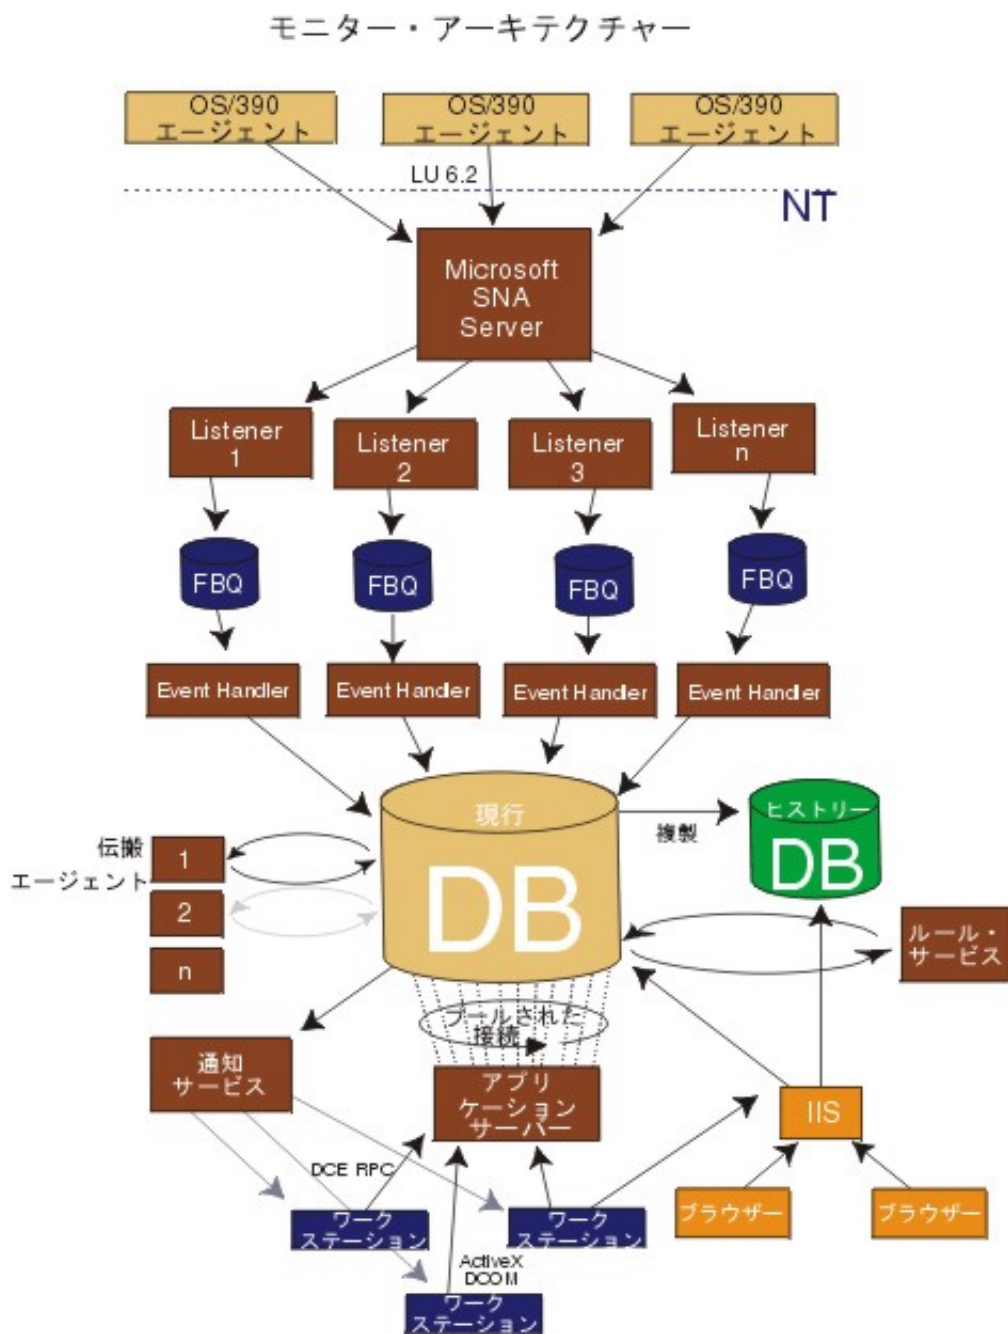 モニター・アーキテクチャー
OS/390
エージェント
OS/390
エージェント
OS/390
エージェント
LU 6.2
NT
Microsoft
SNA
Server
Listener
1
Listener
2
Listener
3
Listener
n
FBQ
FBQ
FBQ
FBQ
Event Handler
Event Handler
Event Handler
Event Handler
現行
DB
複製
ヒストリー
DB
伝搬
エージェント
1
2
n
ルール・
サービス
プールされた
接続
通知
サービス
アプリ
ケーション
サーバー
IIS
DCE RPC
ワーク
ステーション
ワーク
ステーション
ブラウザー
ブラウザー
ActiveX
DCOM
ワーク
ステーション